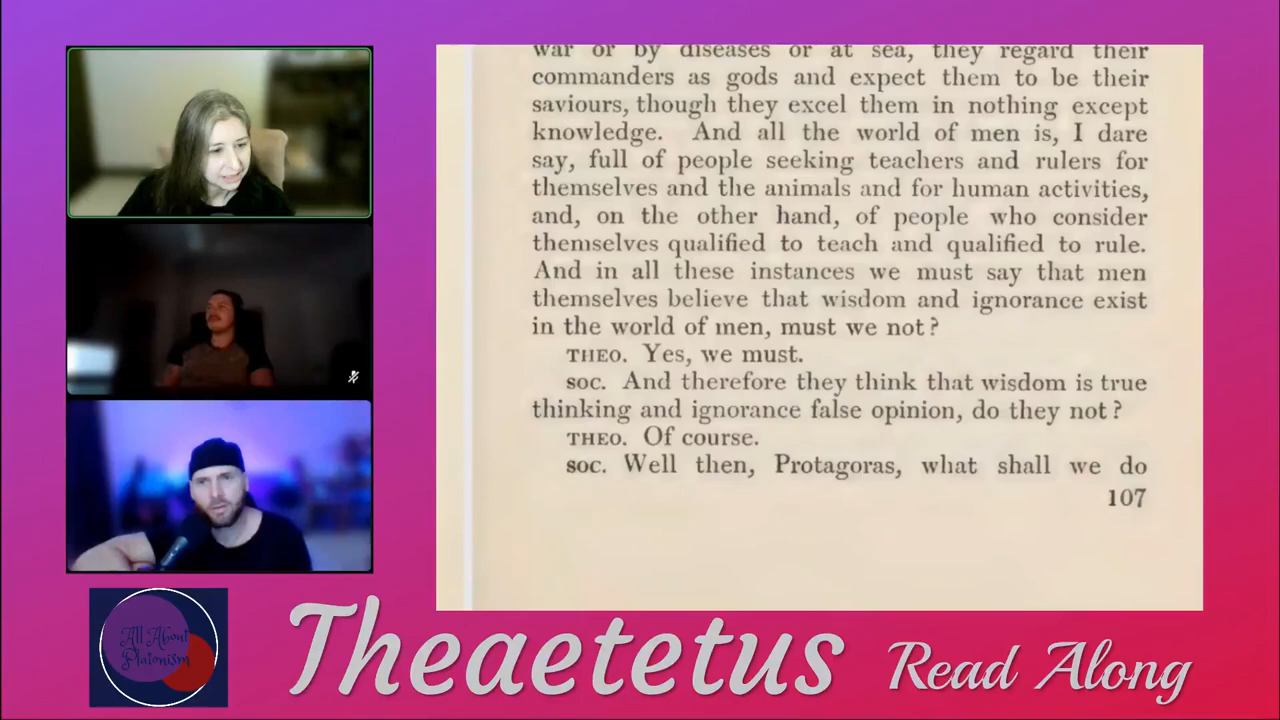 war or by diseases or at sea, they regard their
commanders as gods and expect them to be their
saviours, though they excel them in nothing except
knowledge. And all the world of men is, I dare
say, full of people seeking teachers and rulers for
themselves and the animals and for human activities,
and, on the other hand, of people who consider
themselves qualified to teach and qualified to rule.
And in all these instances we must say that men
themselves believe that wisdom and ignorance exist
in the world of men, must we not?
THEO. Yes, we must.
SOC. And therefore they think that wisdom is true
thinking and ignorance false opinion, do they not?
THEO. Of course.
SOC. Well then, Protagoras, what shall we do
107
All About
Platonism
Theaetetus Read Along